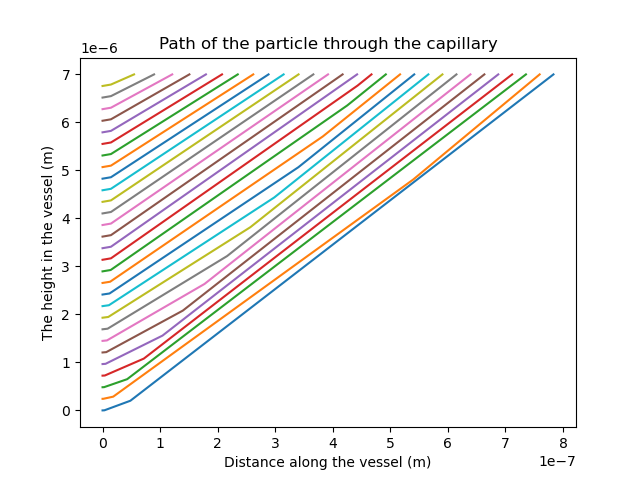 Path of the particle through the capillary
1e−6
7
6
5
4
3
2
1
0
The height in the vessel (m)
0 1 2 3 4 5 6 7 8
Distance along the vessel (m)
1e−7